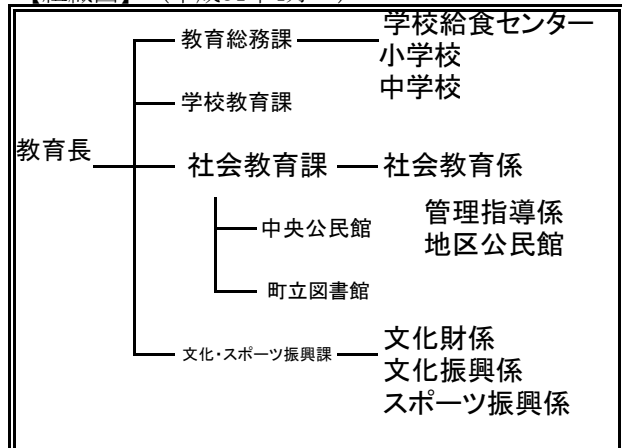 学校給食センター
教育総務課
小学校
中学校
学校教育課
教育長
社会教育課
社会教育係
管理指導係
中央公民館
地区公民館
町立図書館
文化財係
文化・スポーツ振興課
文化振興係
スポーツ振興係